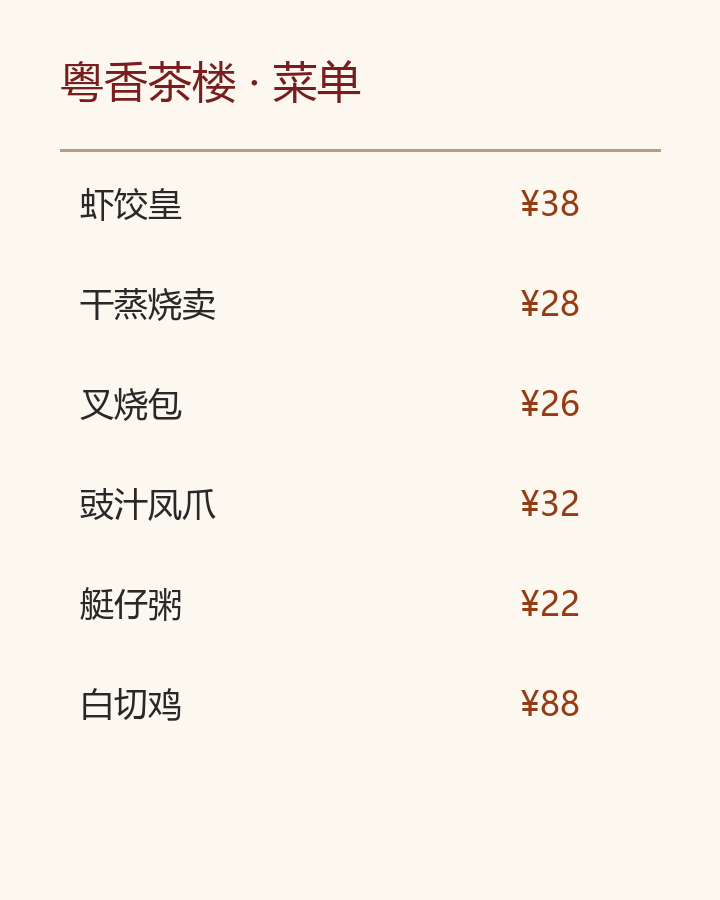 粤香茶楼 · 菜单
虾饺皇 ¥38
干蒸烧卖 ¥28
叉烧包 ¥26
豉汁凤爪 ¥32
艇仔粥 ¥22
白切鸡 ¥88